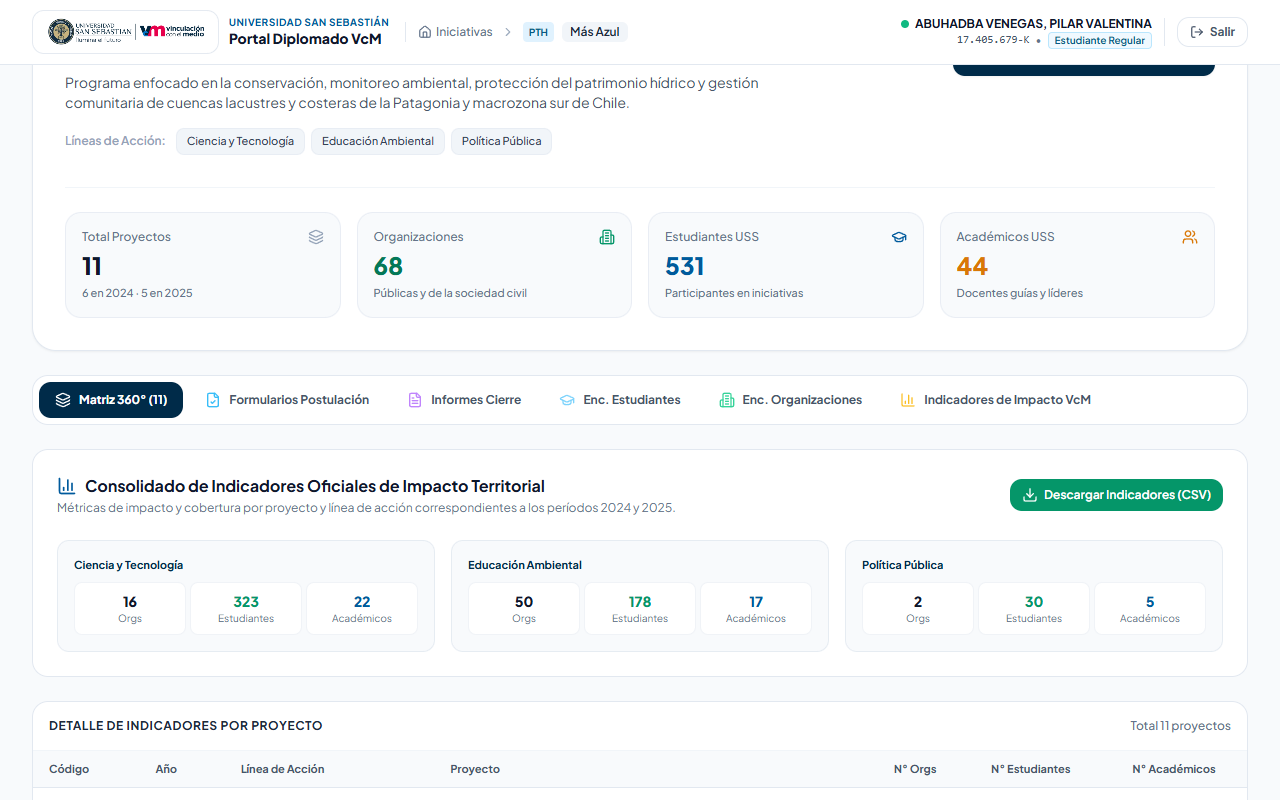 UNIVERSIDAD
SAN SEBASTIÁN
vm vinculación
con el medio
UNIVERSIDAD SAN SEBASTIÁN
Portal Diplomado VcM
Iniciativas
PTH
Más Azul
ABUHADBA VENEGAS, PILAR VALENTINA
17.405.679-K • Estudiante Regular
Salir
Programa enfocado en la conservación, monitoreo ambiental, protección del patrimonio hídrico y gestión
comunitaria de cuencas lacustres y costeras de la Patagonia y macrozona sur de Chile.
Líneas de Acción: Ciencia y Tecnología Educación Ambiental Política Pública
Total Proyectos
11
6 en 2024 · 5 en 2025
Organizaciones
68
Públicas y de la sociedad civil
Estudiantes USS
531
Participantes en iniciativas
Académicos USS
44
Docentes guías y líderes
Matriz 360° (11)
Formularios Postulación
Informes Cierre
Enc. Estudiantes
Enc. Organizaciones
Indicadores de Impacto VcM
Consolidado de Indicadores Oficiales de Impacto Territorial
Métricas de impacto y cobertura por proyecto y línea de acción correspondientes a los períodos 2024 y 2025.
Descargar Indicadores (CSV)
Ciencia y Tecnología
16 323 22
Orgs Estudiantes Académicos
Educación Ambiental
50 178 17
Orgs Estudiantes Académicos
Política Pública
2 30 5
Orgs Estudiantes Académicos
DETALLE DE INDICADORES POR PROYECTO
Total 11 proyectos
Código Año Línea de Acción Proyecto N° Orgs N° Estudiantes N° Académicos